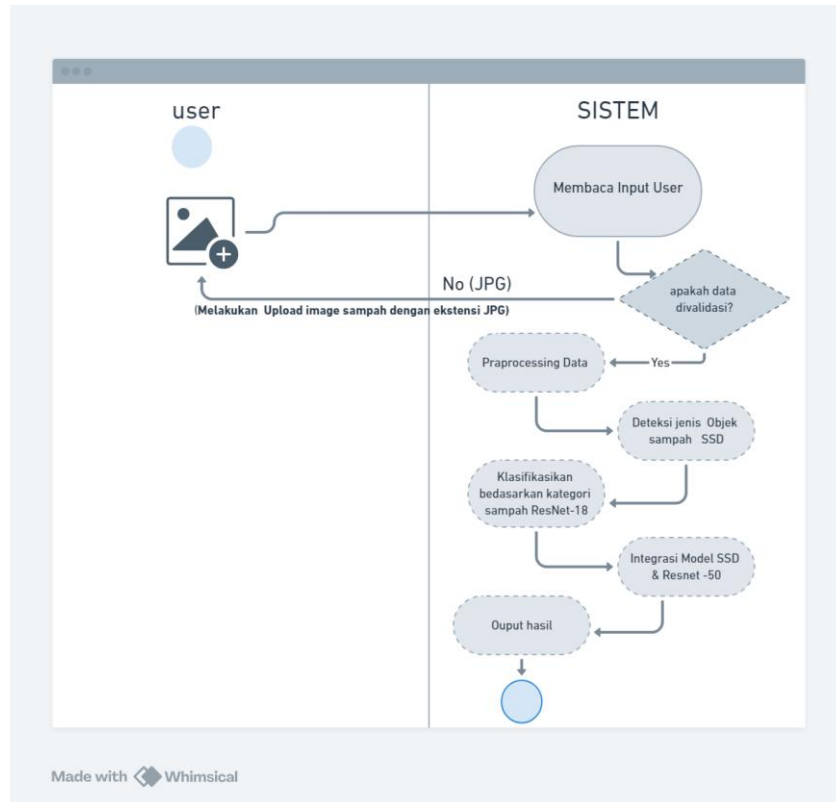 user
SISTEM
Membaca Input User
No (JPG)
(Melakukan Upload image sampah dengan ekstensi JPG)
apakah data
divalidasi?
Yes
Praprocessing Data
Deteksi jenis Objek
sampah SSD
Klasifikasikan
bedasarkan kategori
sampah ResNet-18
Integrasi Model SSD
& Resnet -50
Ouput hasil
Made with Whimsical